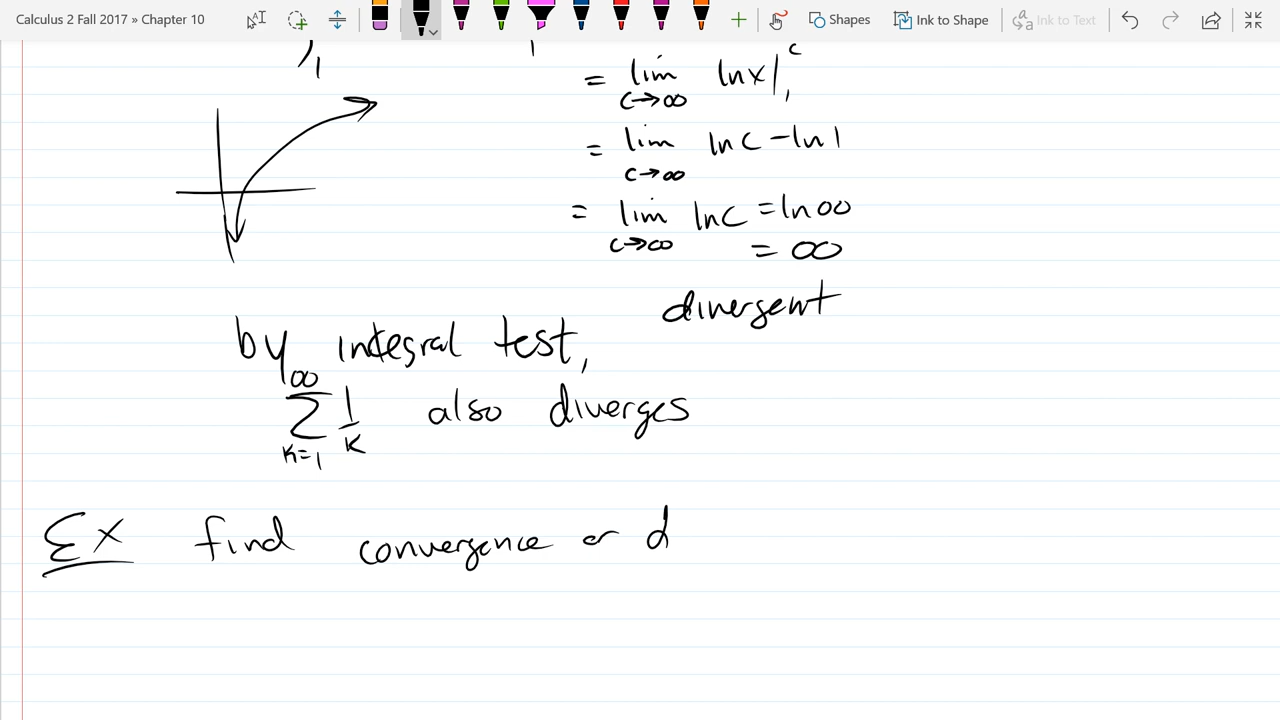 Calculus 2 Fall 2017 » Chapter 10
Shapes
Ink to Shape
Ink to Text
= lim c→∞ ln x |₁ᶜ
= lim c→∞ ln c - ln 1
= lim c→∞ ln c = ln ∞
= ∞
divergent
by integral test,
∞
∑ 1/k also diverges
k=1
Ex find convergence or d